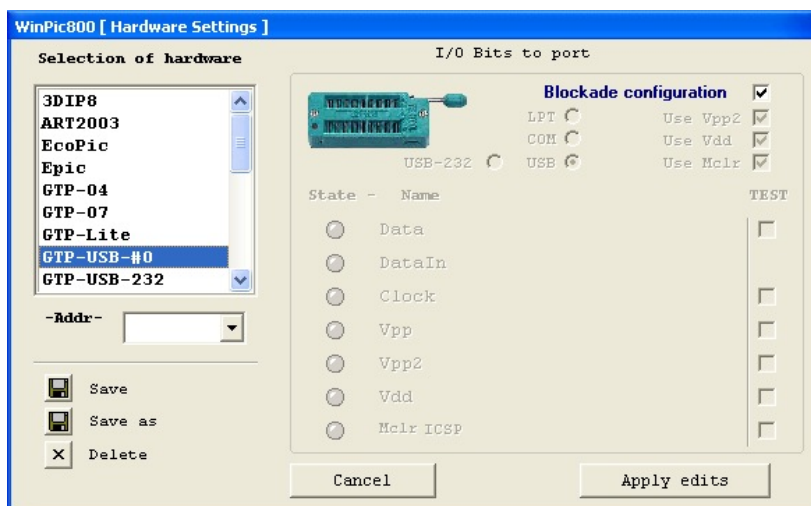 WinPic800 [ Hardware Settings ]
Selection of hardware
3DIP8
ART2003
EcoPic
Epic
GTP-04
GTP-07
GTP-Lite
GTP-USB-#0
GTP-USB-232
-Addr-
Save
Save as
Delete
I/O Bits to port
Blockade configuration
LPT Use Vpp2
COM Use Vdd
USB-232 USB Use Mclr
State - Name TEST
Data
DataIn
Clock
Vpp
Vpp2
Vdd
Mclr ICSP
Cancel Apply edits